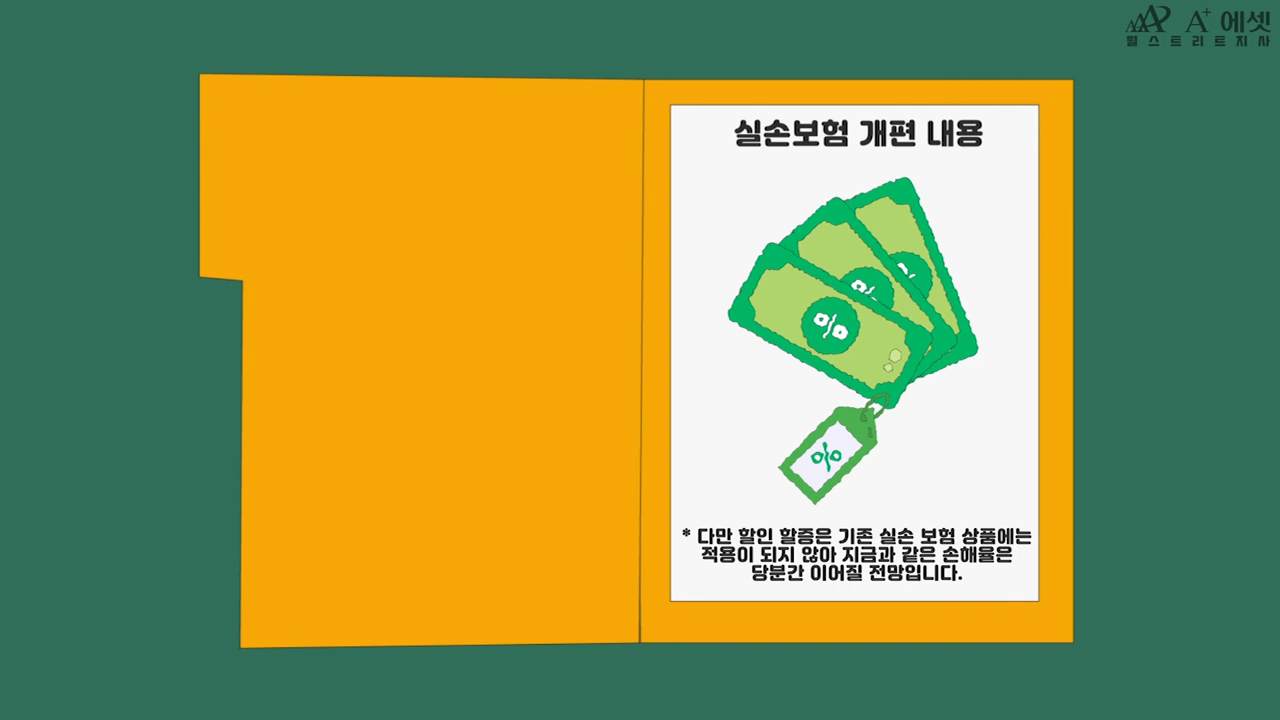 A+ 에셋
월스트리트지사
실손보험 개편 내용
* 다만 할인 할증은 기존 실손 보험 상품에는
적용이 되지 않아 지금과 같은 손해율은
당분간 이어질 전망입니다.
%